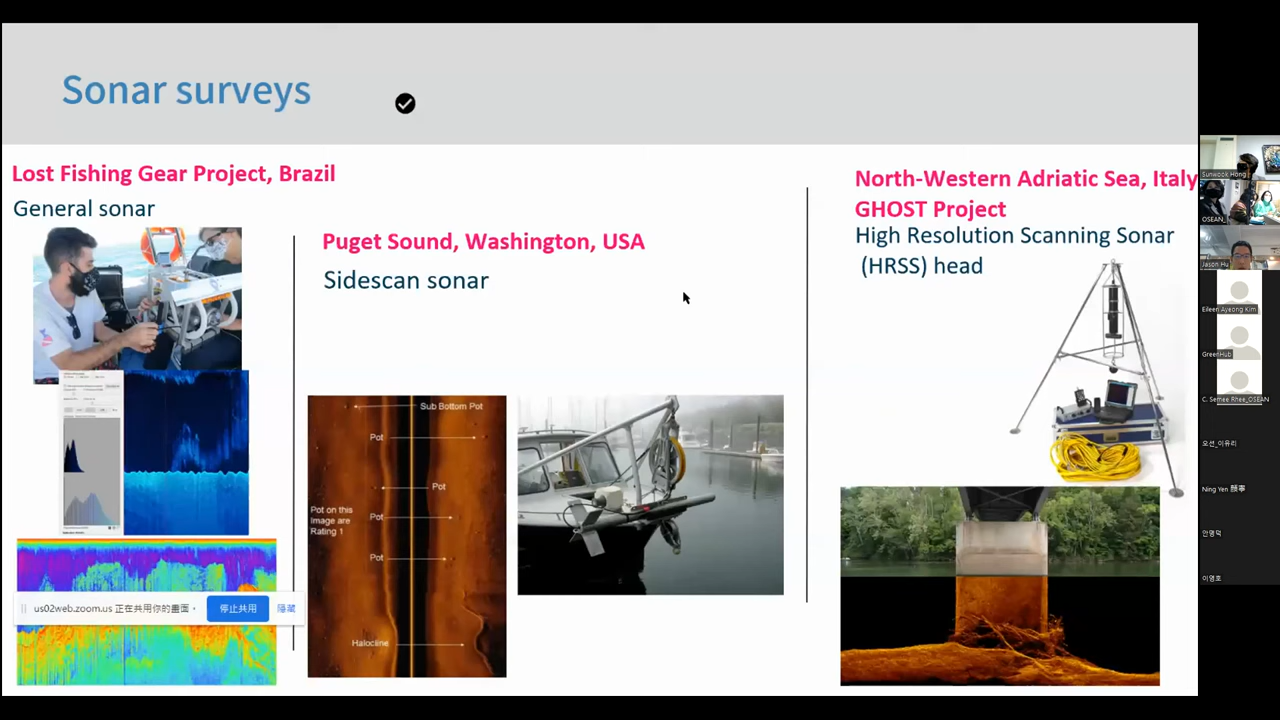 Sonar surveys
Lost Fishing Gear Project, Brazil
General sonar
Puget Sound, Washington, USA
Sidescan sonar
North-Western Adriatic Sea, Italy
GHOST Project
High Resolution Scanning Sonar
(HRSS) head
Sub Bottom Pot
Pot
Pot
Pot on this
Image are
Rating 1
Pot
Pot
Halocline
us02web.zoom.us 正在共用你的畫面。
停止共用
隱藏
Sunwook Hong
OSEAN_
Jason Hu
Eileen Ayeong Kim
GreenHub
C. Semee Rhee_OSEAN
오션_이유리
Ning Yen 顏寧
안영덕
이영호